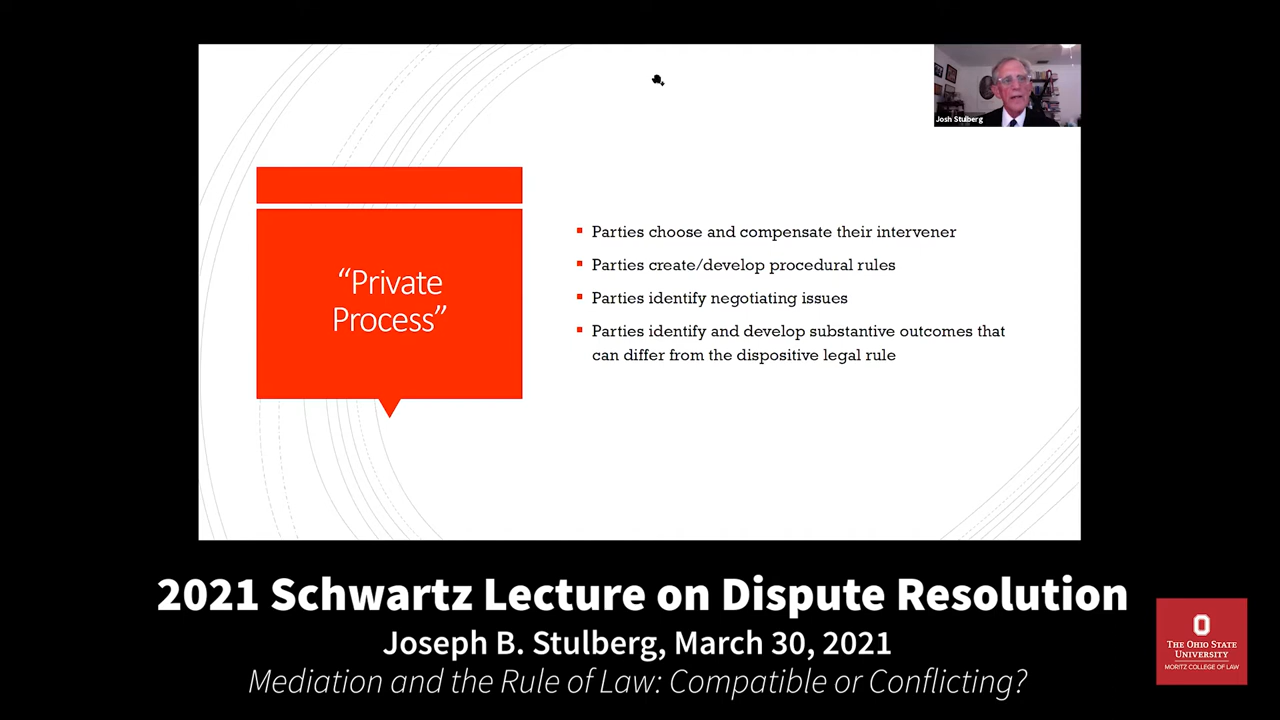 Josh Stulberg
“Private
Process”
Parties choose and compensate their intervener
Parties create/develop procedural rules
Parties identify negotiating issues
Parties identify and develop substantive outcomes that
can differ from the dispositive legal rule
2021 Schwartz Lecture on Dispute Resolution
Joseph B. Stulberg, March 30, 2021
Mediation and the Rule of Law: Compatible or Conflicting?
O
THE OHIO STATE
UNIVERSITY
MORITZ COLLEGE OF LAW